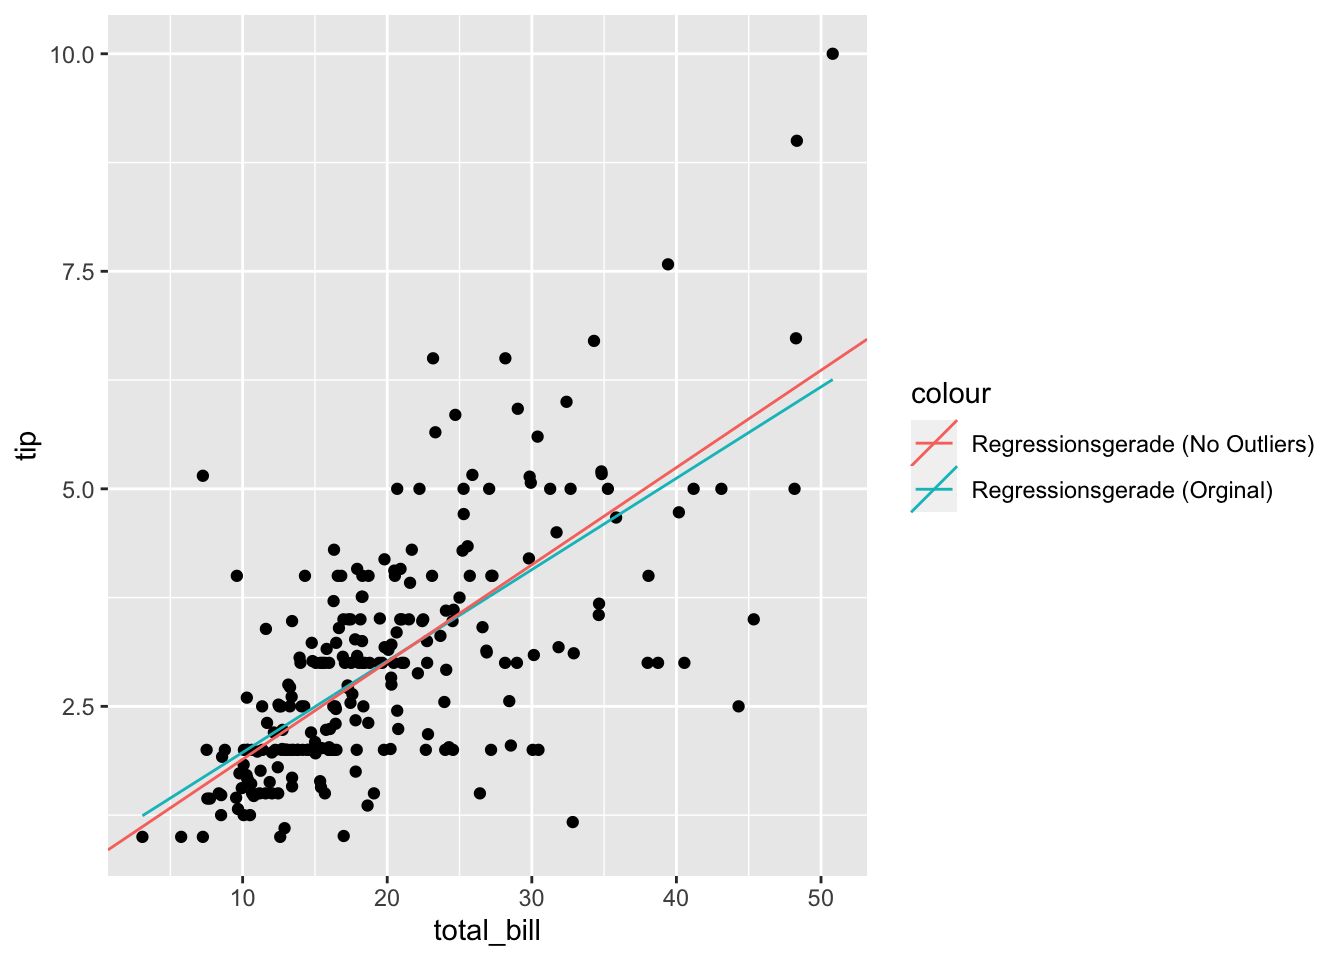 10.0
7.5
5.0
2.5
tip
10 20 30 40 50
total_bill
colour
Regressionsgerade (No Outliers)
Regressionsgerade (Orginal)